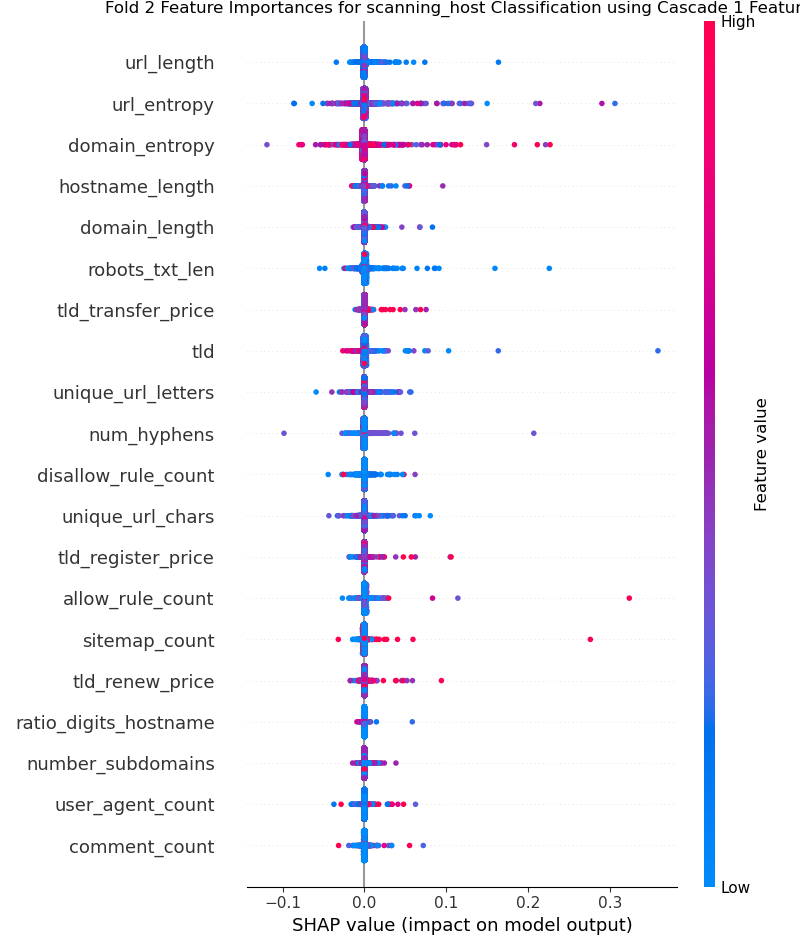 Fold 2 Feature Importances for scanning_host Classification using Cascade 1 Featur
High
url_length
url_entropy
domain_entropy
hostname_length
domain_length
robots_txt_len
tld_transfer_price
tld
unique_url_letters
num_hyphens
disallow_rule_count
unique_url_chars
tld_register_price
allow_rule_count
sitemap_count
tld_renew_price
ratio_digits_hostname
number_subdomains
user_agent_count
comment_count
Feature value
Low
−0.1 0.0 0.1 0.2 0.3
SHAP value (impact on model output)